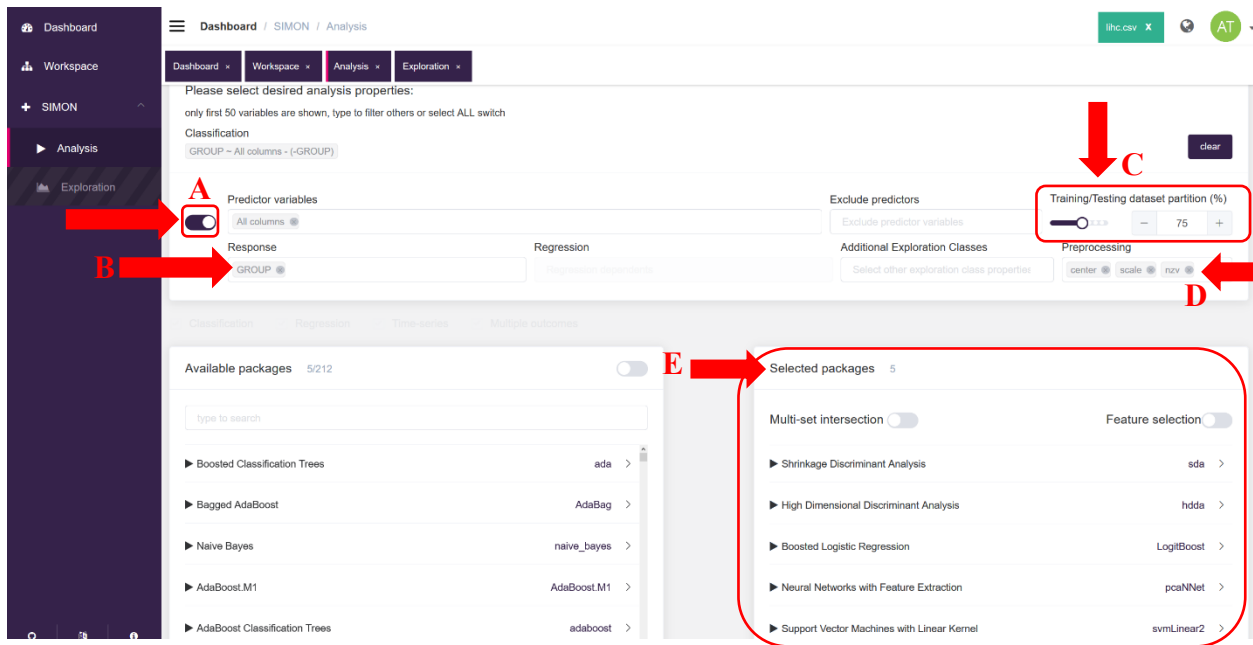 Dashboard
Dashboard / SIMON / Analysis
lihc.csv X
AT
Workspace
Dashboard × Workspace × Analysis × Exploration ×
SIMON
Analysis
Exploration
Please select desired analysis properties:
only first 50 variables are shown, type to filter others or select ALL switch
Classification
GROUP ~ All columns - (-GROUP)
clear
A
C
Predictor variables
Exclude predictors
Training/Testing dataset partition (%)
All columns
Exclude predictor variables
− 75 +
Response
Regression
Additional Exploration Classes
Preprocessing
B
GROUP
Select other exploration class propertie
center scale nzv
D
Classification Regression Time-series Multiple outcomes
E
Available packages 5/212
Selected packages 5
type to search
Multi-set intersection
Feature selection
Boosted Classification Trees ada
Shrinkage Discriminant Analysis sda
Bagged AdaBoost AdaBag
High Dimensional Discriminant Analysis hdda
Naive Bayes naive_bayes
Boosted Logistic Regression LogitBoost
AdaBoost.M1 AdaBoost.M1
Neural Networks with Feature Extraction pcaNNet
AdaBoost Classification Trees adaboost
Support Vector Machines with Linear Kernel svmLinear2